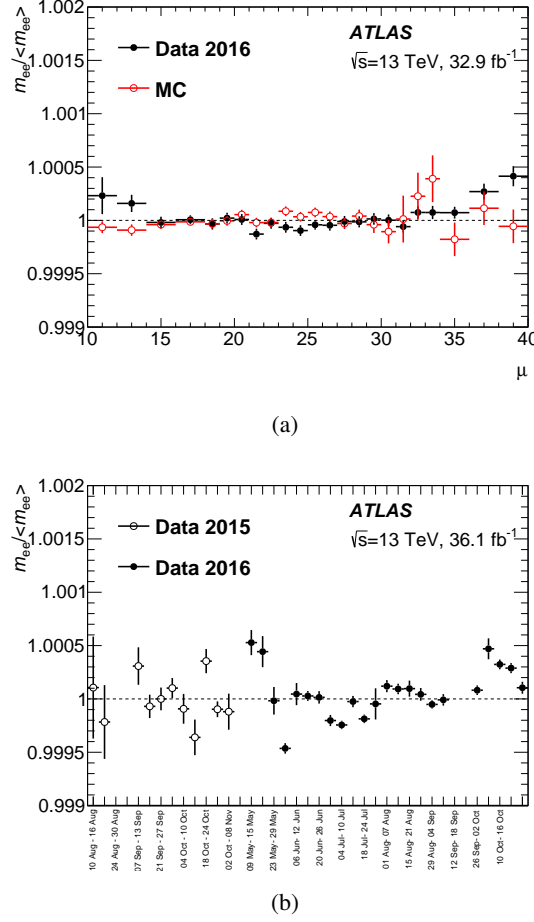 m_ee/<m_ee>
1.002
1.0015
1.001
1.0005
1
0.9995
0.999
Data 2016
MC
ATLAS
√s=13 TeV, 32.9 fb⁻¹
10 15 20 25 30 35 40
μ
(a)
m_ee/<m_ee>
1.002
1.0015
1.001
1.0005
1
0.9995
0.999
Data 2015
Data 2016
ATLAS
√s=13 TeV, 36.1 fb⁻¹
10 Aug - 16 Aug
24 Aug - 30 Aug
07 Sep - 13 Sep
21 Sep - 27 Sep
04 Oct - 10 Oct
18 Oct - 24 Oct
02 Oct - 08 Nov
09 May- 15 May
23 May- 29 May
06 Jun- 12 Jun
20 Jun- 26 Jun
04 Jul- 10 Jul
18 Jul- 24 Jul
01 Aug- 07 Aug
15 Aug- 21 Aug
29 Aug- 04 Sep
12 Sep- 18 Sep
26 Sep- 02 Oct
10 Oct- 16 Oct
(b)